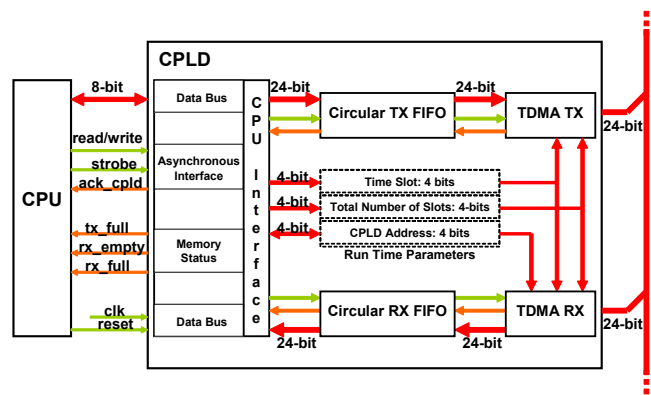 CPLD
8-bit
Data Bus
24-bit
24-bit
C
P
U
I
n
t
e
r
f
a
c
e
Circular TX FIFO
TDMA TX
24-bit
read/write
strobe
ack_cpld
Asynchronous
Interface
CPU
4-bit
Time Slot: 4 bits
4-bit
Total Number of Slots: 4-bits
4-bit
CPLD Address: 4 bits
Run Time Parameters
tx_full
rx_empty
rx_full
Memory
Status
clk
reset
Data Bus
Circular RX FIFO
TDMA RX
24-bit
24-bit
24-bit